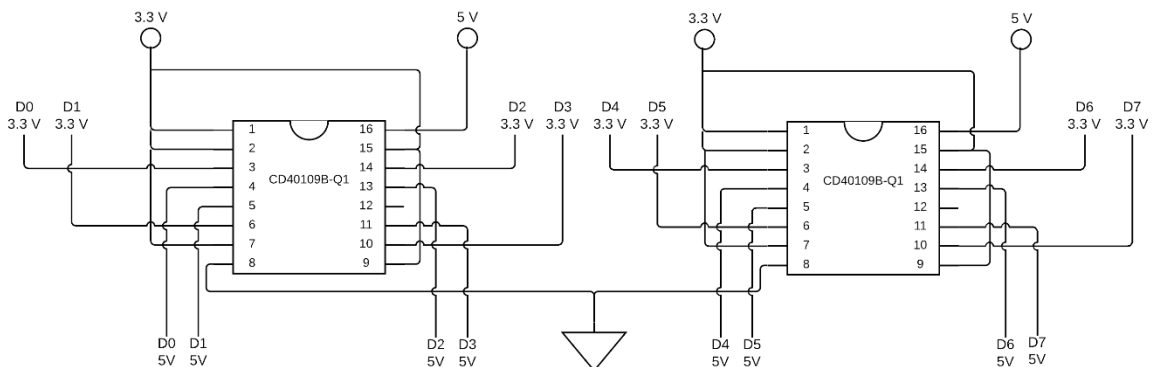 3.3 V 5 V 3.3 V 5 V
D0 D1 D2 D3 D4 D5 D6 D7
3.3 V 3.3 V 3.3 V 3.3 V 3.3 V 3.3 V 3.3 V 3.3 V
1 16 1 16
2 15 2 15
3 14 3 14
CD40109B-Q1 CD40109B-Q1
4 13 4 13
5 12 5 12
6 11 6 11
7 10 7 10
8 9 8 9
D0 D1 D2 D3 D4 D5 D6 D7
5V 5V 5V 5V 5V 5V 5V 5V